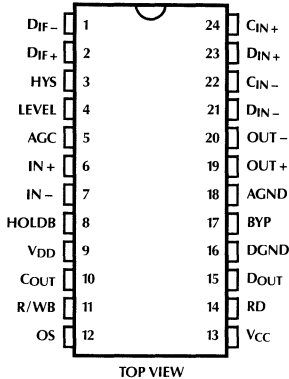 DIF- 1 24 CIN+
DIF+ 2 23 DIN+
HYS 3 22 CIN-
LEVEL 4 21 DIN-
AGC 5 20 OUT-
IN+ 6 19 OUT+
IN- 7 18 AGND
HOLDB 8 17 BYP
VDD 9 16 DGND
COUT 10 15 DOUT
R/WB 11 14 RD
OS 12 13 VCC
TOP VIEW